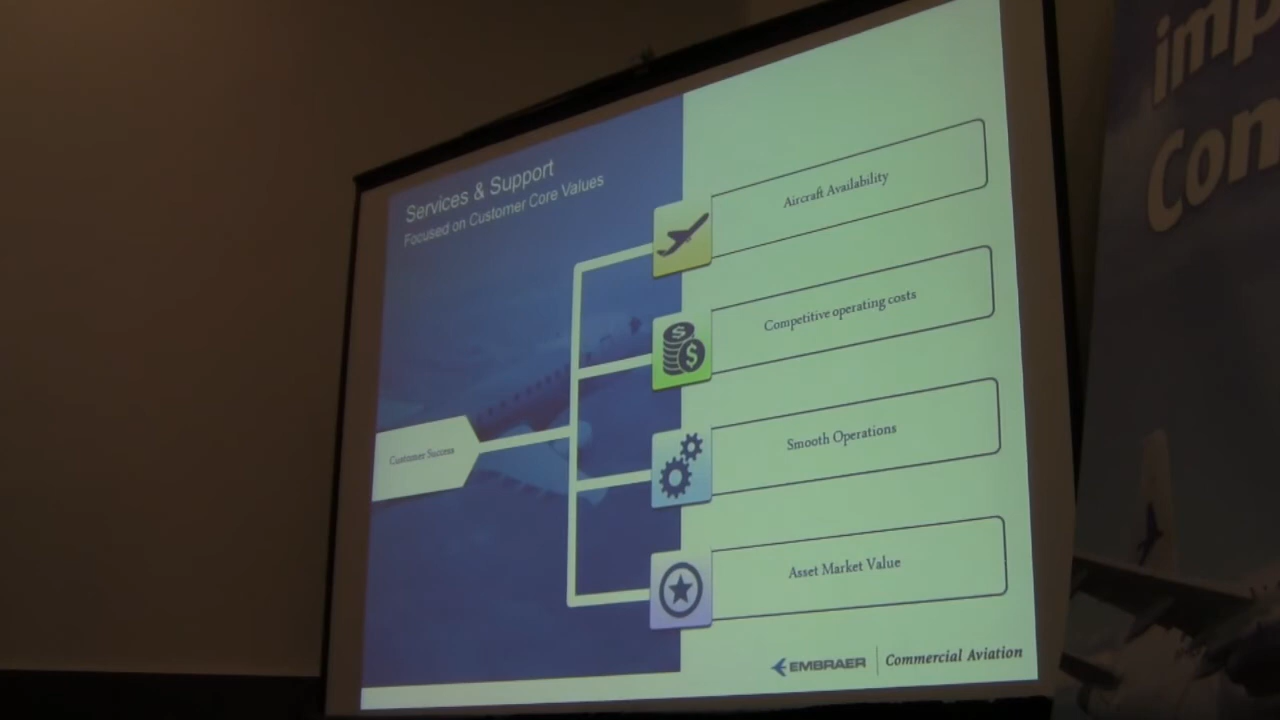 Services & Support
Focused on Customer Core Values
Aircraft Availability
Competitive operating costs
Customer Success
Smooth Operations
Asset Market Value
EMBRAER Commercial Aviation
imp
Con